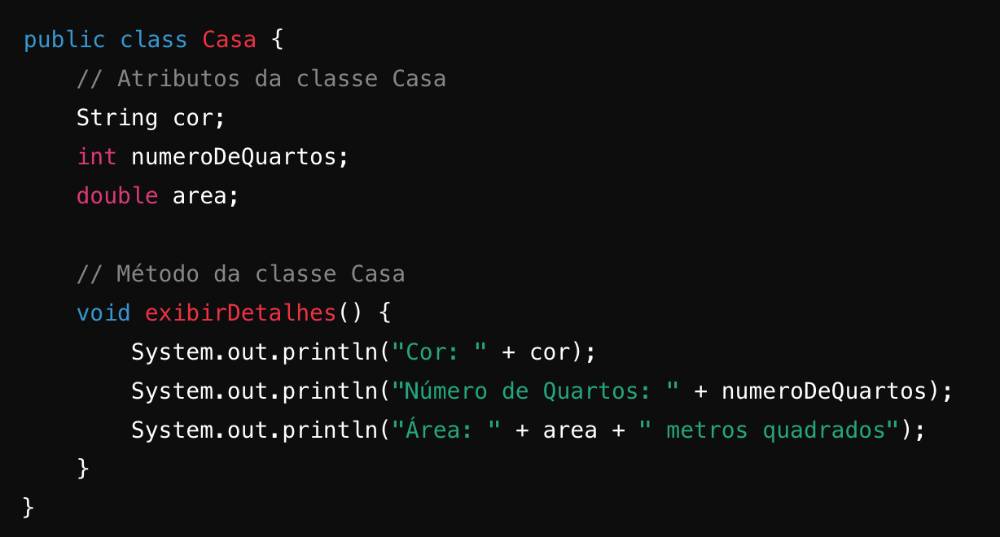 public class Casa {
    // Atributos da classe Casa
    String cor;
    int numeroDeQuartos;
    double area;

    // Método da classe Casa
    void exibirDetalhes() {
        System.out.println("Cor: " + cor);
        System.out.println("Número de Quartos: " + numeroDeQuartos);
        System.out.println("Área: " + area + " metros quadrados");
    }
}